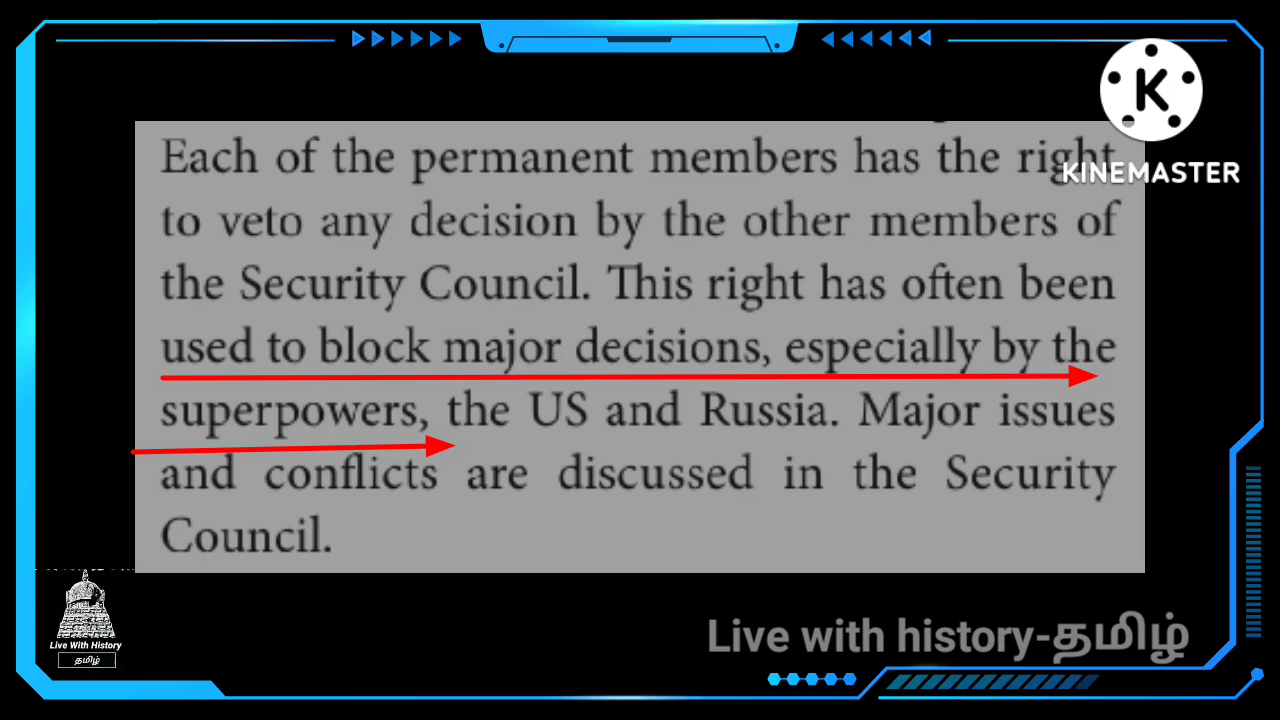 Each of the permanent members has the right
to veto any decision by the other members of
the Security Council. This right has often been
used to block major decisions, especially by the
superpowers, the US and Russia. Major issues
and conflicts are discussed in the Security
Council.
K
KINEMASTER
Live With History
தமிழ்
Live with history-தமிழ்